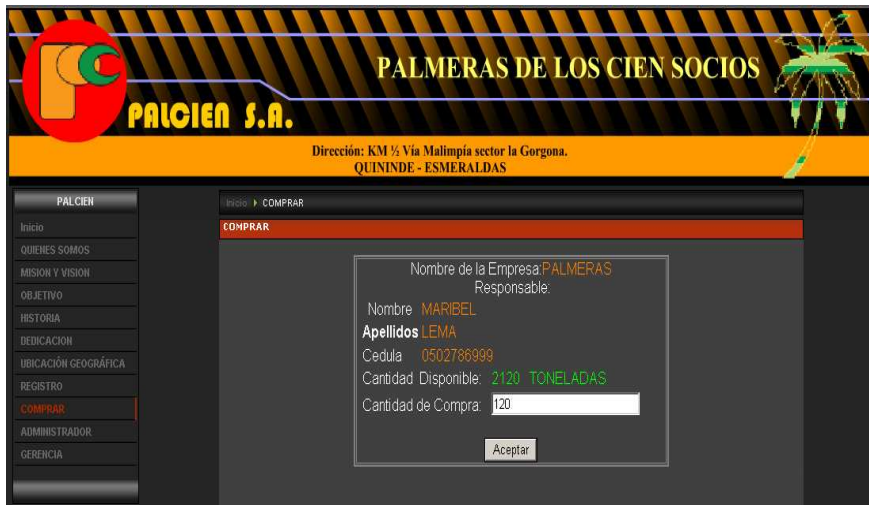 PALMERAS DE LOS CIEN SOCIOS
PALCIEN S.A.
Dirección: KM ½ Vía Malimpía sector la Gorgona.
QUININDE - ESMERALDAS
PALCIEN
Inicio
QUIENES SOMOS
MISION Y VISION
OBJETIVO
HISTORIA
DEDICACION
UBICACIÓN GEOGRÁFICA
REGISTRO
COMPRAR
ADMINISTRADOR
GERENCIA
Inicio COMPRAR
COMPRAR
Nombre de la Empresa:PALMERAS
Responsable:
Nombre MARIBEL
Apellidos LEMA
Cedula 0502786999
Cantidad Disponible: 2120 TONELADAS
Cantidad de Compra: 120
Aceptar